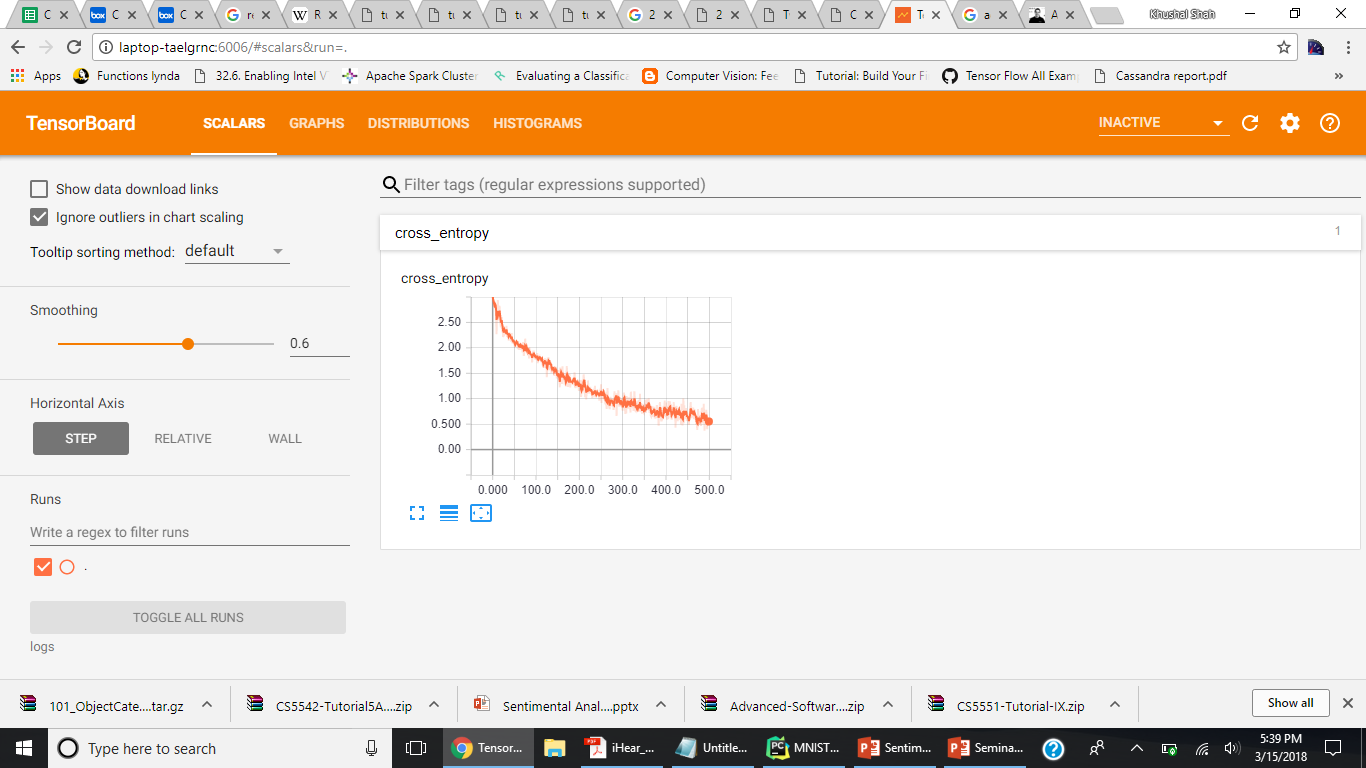 C
C
C
re
R
tu
tu
tu
tu
2
2
T
C
T
a
A
Khushal Shah
laptop-taelgrnc:6006/#scalars&run=.
Apps
Functions lynda
32.6. Enabling Intel V
Apache Spark Cluster
Evaluating a Classifica
Computer Vision: Fee
Tutorial: Build Your Fi
Tensor Flow All Exam
Cassandra report.pdf
»
TensorBoard
SCALARS
GRAPHS
DISTRIBUTIONS
HISTOGRAMS
INACTIVE
Show data download links
Ignore outliers in chart scaling
Tooltip sorting method: default
Smoothing
0.6
Horizontal Axis
STEP
RELATIVE
WALL
Runs
Write a regex to filter runs
.
TOGGLE ALL RUNS
logs
Filter tags (regular expressions supported)
cross_entropy
1
cross_entropy
2.50
2.00
1.50
1.00
0.500
0.00
0.000 100.0 200.0 300.0 400.0 500.0
101_ObjectCate....tar.gz
CS5542-Tutorial5A....zip
Sentimental Anal....pptx
Advanced-Softwar....zip
CS5551-Tutorial-IX.zip
Show all
Type here to search
Tensor...
iHear_...
Untitle...
MNIST...
Sentim...
Semina...
5:39 PM
3/15/2018